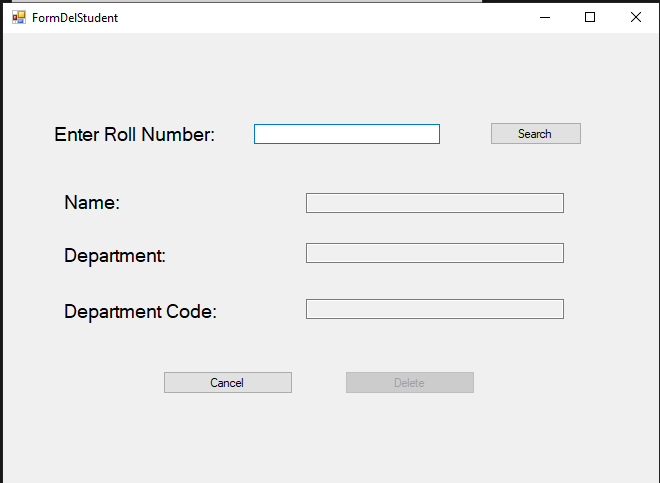 FormDelStudent
Enter Roll Number:
Search
Name:
Department:
Department Code:
Cancel
Delete